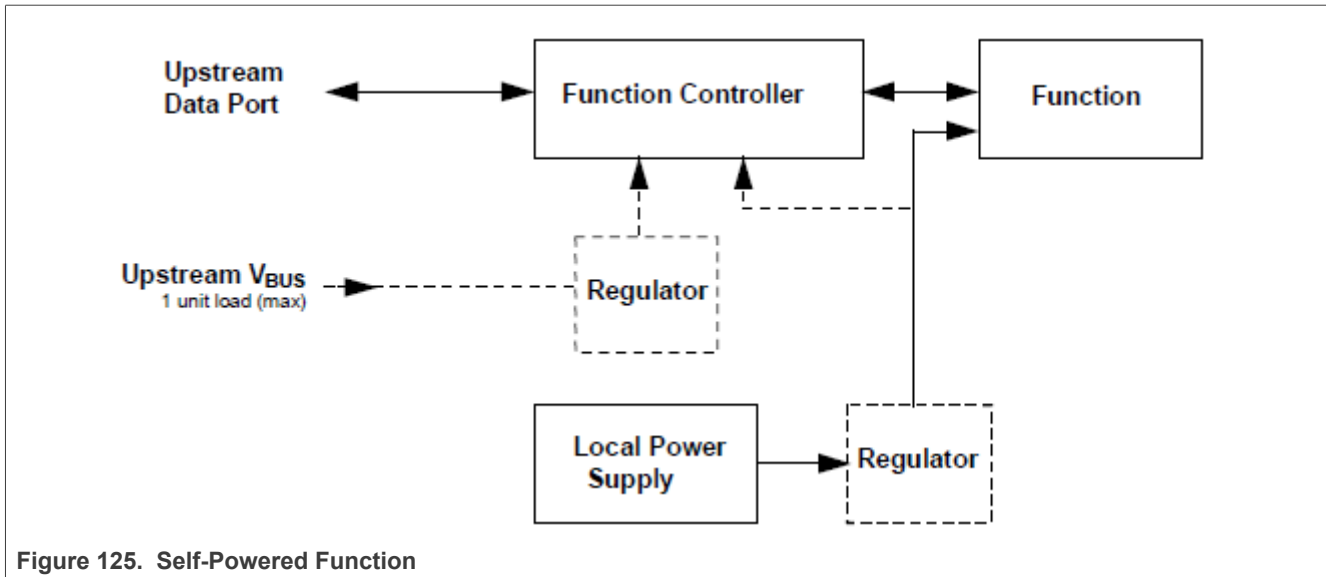 Upstream
Data Port
Function Controller
Function
Upstream VBUS
1 unit load (max)
Regulator
Local Power
Supply
Regulator
Figure 125. Self-Powered Function